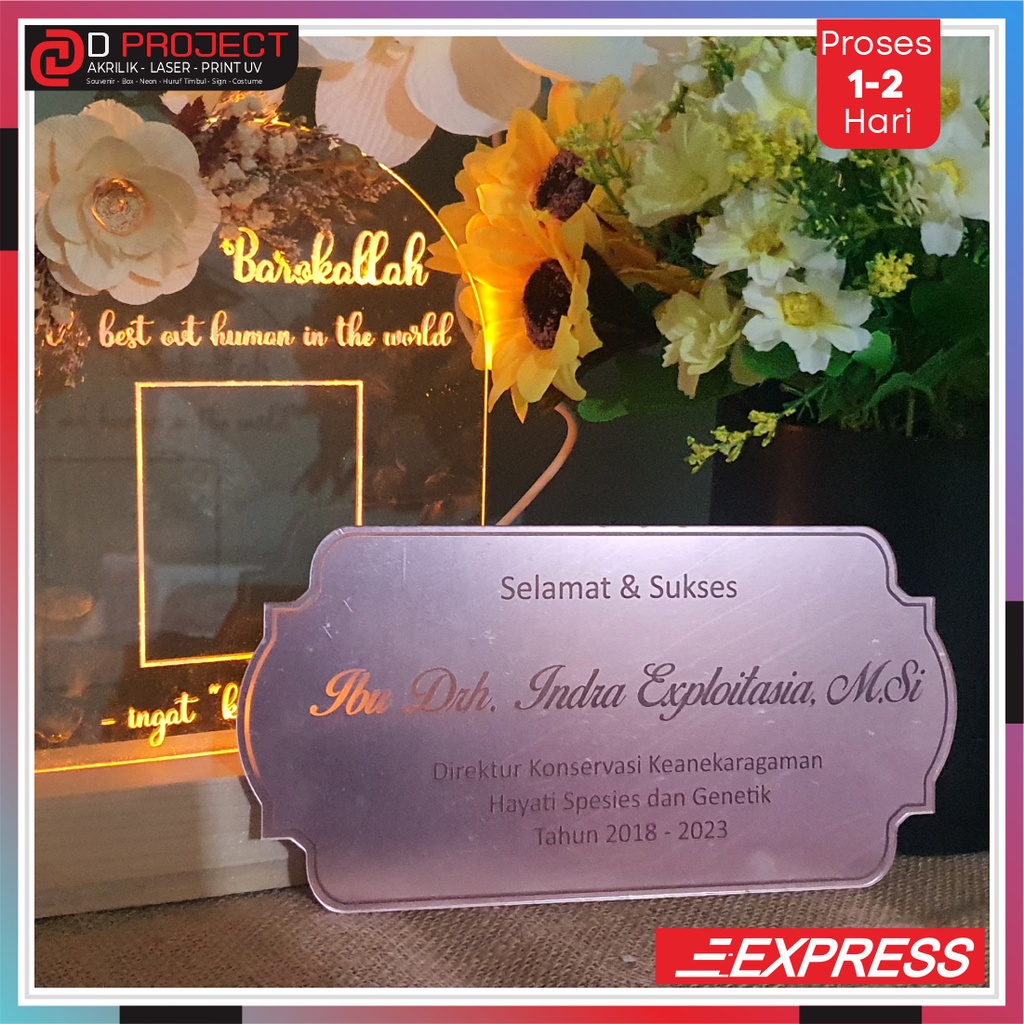 D PROJECT
AKRILIK - LASER - PRINT UV
Souvenir - Box - Neon - Huruf Timbul - Sign - Costume
Proses
1-2
Hari
Barokallah
best out human in the world
- ingat "
Selamat & Sukses
Ibu Drh. Indra Exploitasia, M.Si
Direktur Konservasi Keanekaragaman
Hayati Spesies dan Genetik
Tahun 2018 - 2023
EXPRESS